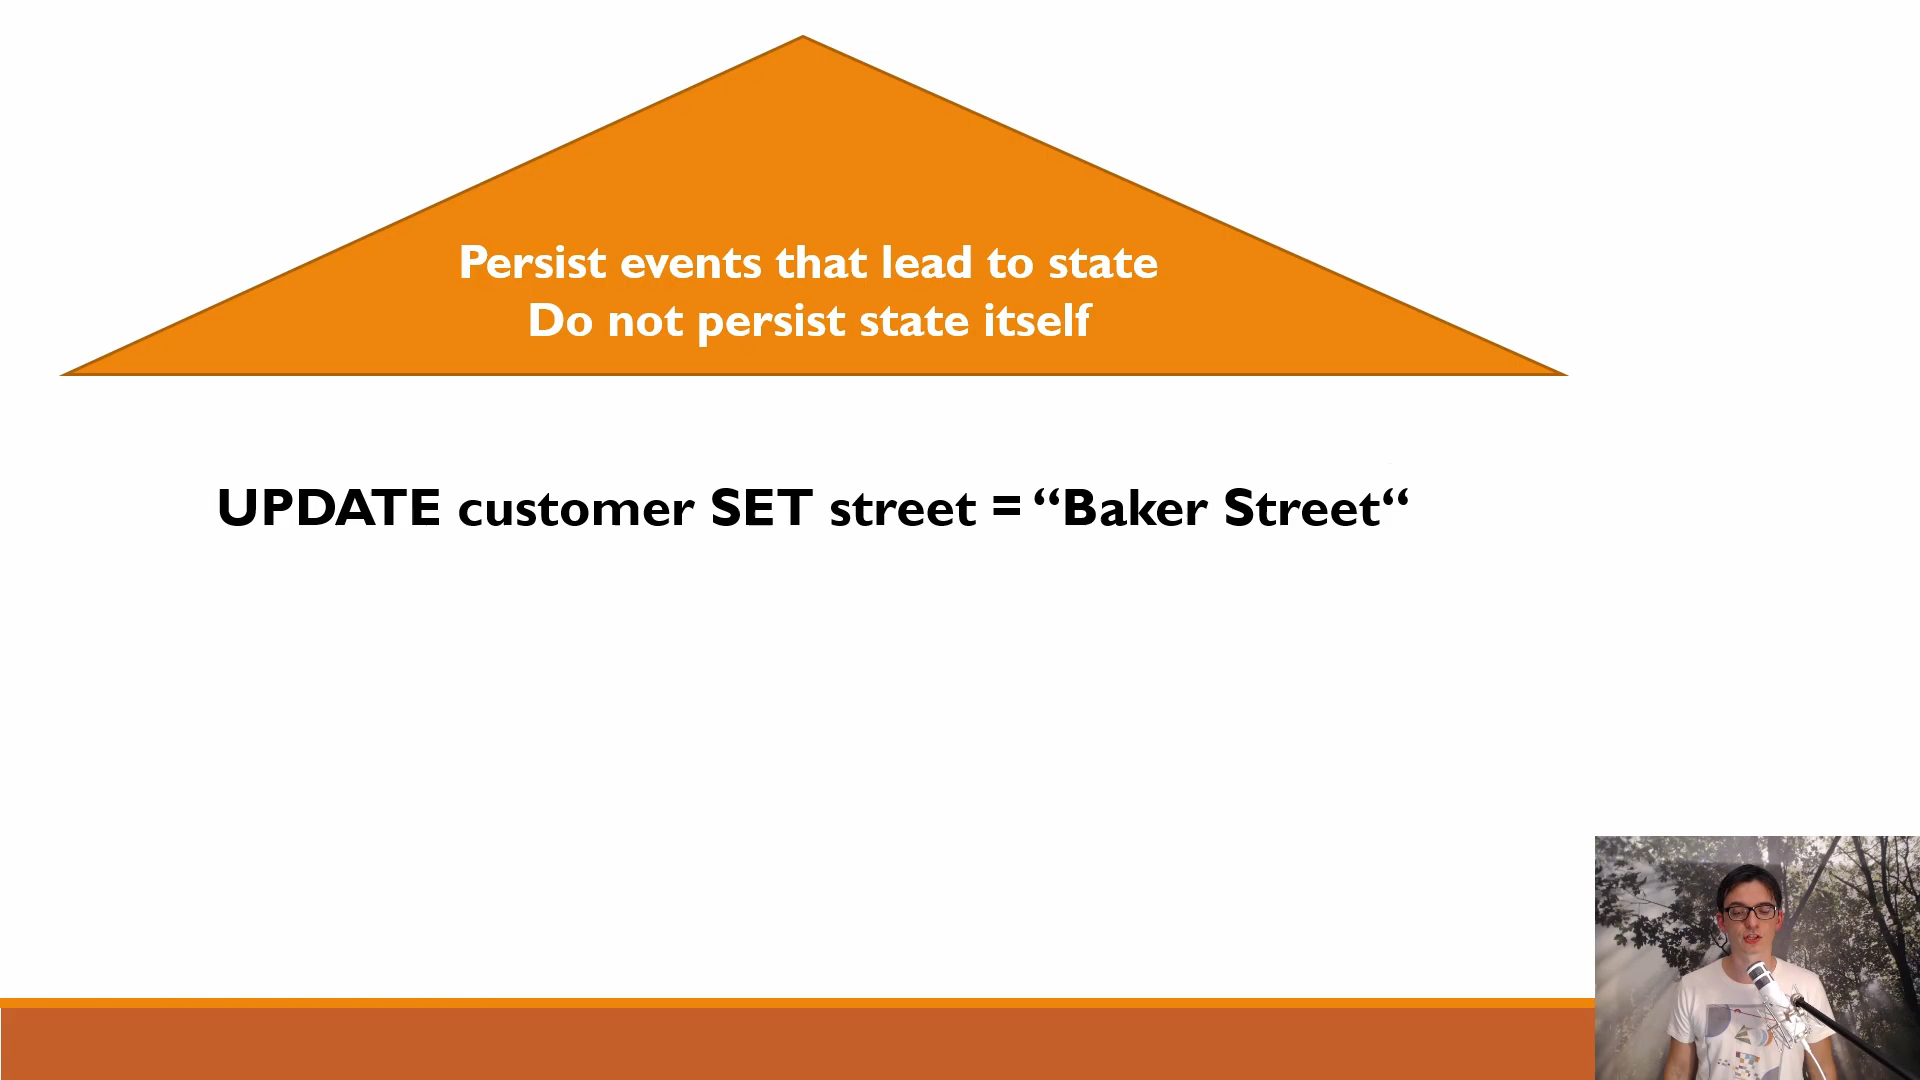 Persist events that lead to state
Do not persist state itself
UPDATE customer SET street = “Baker Street“